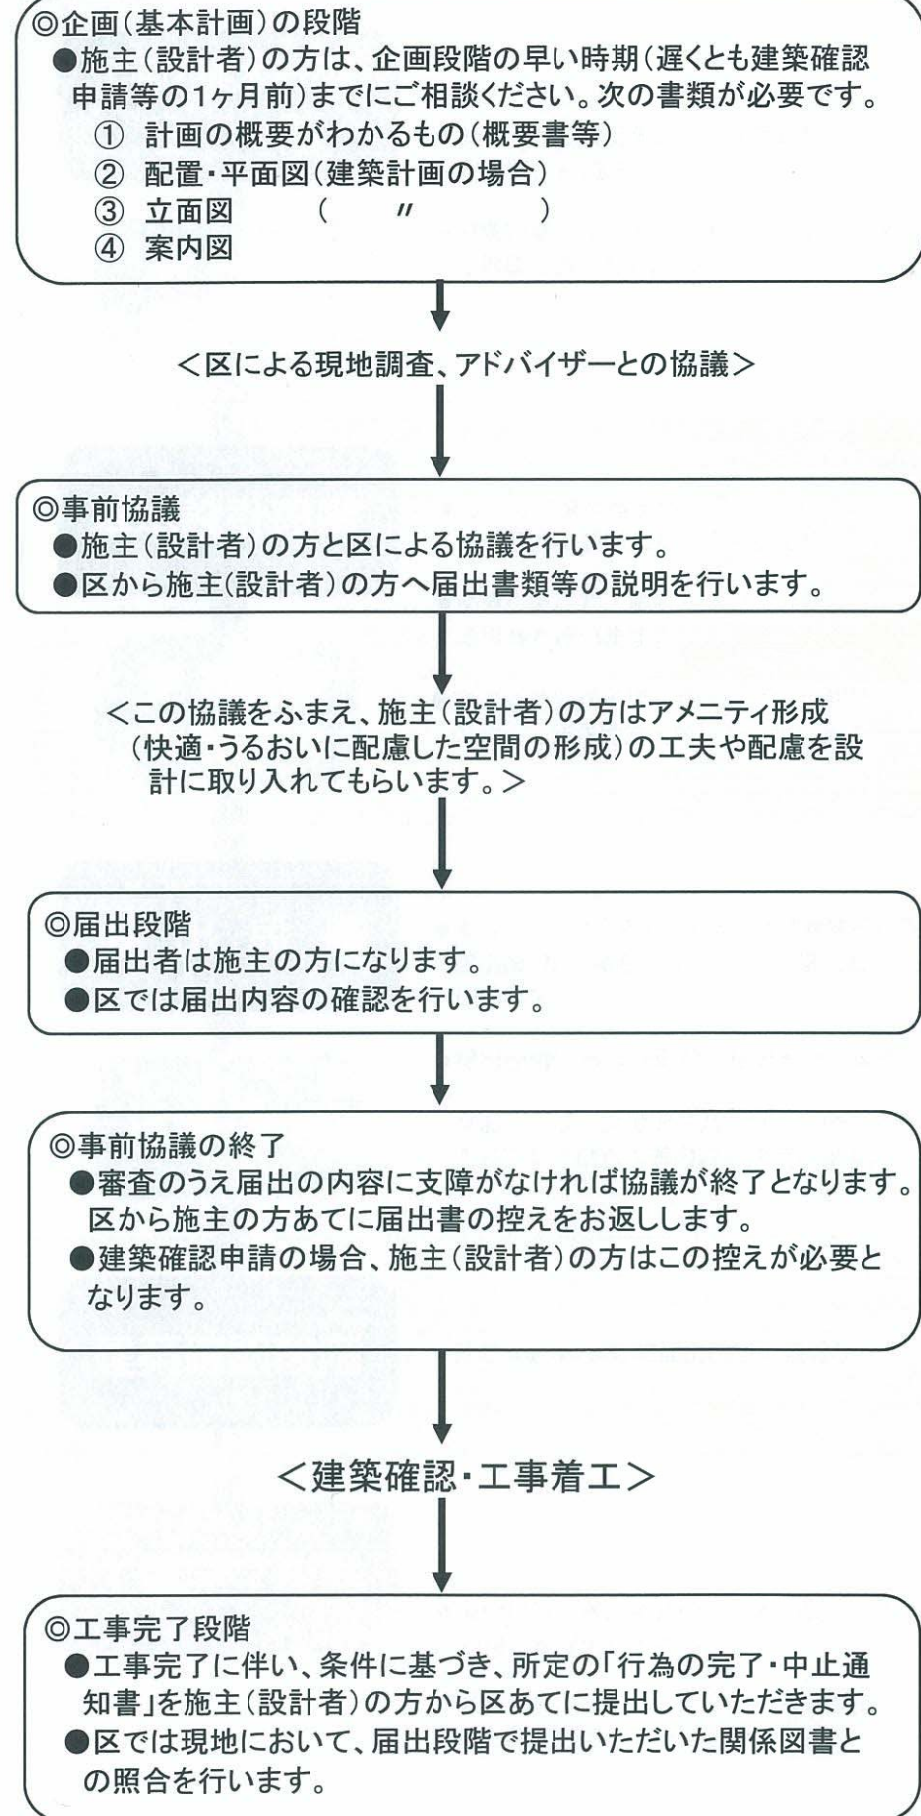 ◎企画(基本計画)の段階
●施主(設計者)の方は、企画段階の早い時期(遅くとも建築確認
申請等の1ヶ月前)までにご相談ください。次の書類が必要です。
① 計画の概要がわかるもの(概要書等)
② 配置・平面図(建築計画の場合)
③ 立面図 ( 〃 )
④ 案内図
＜区による現地調査、アドバイザーとの協議＞
◎事前協議
●施主(設計者)の方と区による協議を行います。
●区から施主(設計者)の方へ届出書類等の説明を行います。
＜この協議をふまえ、施主(設計者)の方はアメニティ形成
(快適・うるおいに配慮した空間の形成)の工夫や配慮を設
計に取り入れてもらいます。＞
◎届出段階
●届出者は施主の方になります。
●区では届出内容の確認を行います。
◎事前協議の終了
●審査のうえ届出の内容に支障がなければ協議が終了となります。
区から施主の方あてに届出書の控えをお返しします。
●建築確認申請の場合、施主(設計者)の方はこの控えが必要と
なります。
＜建築確認・工事着工＞
◎工事完了段階
●工事完了に伴い、条件に基づき、所定の「行為の完了・中止通
知書」を施主(設計者)の方から区あてに提出していただきます。
●区では現地において、届出段階で提出いただいた関係図書と
の照合を行います。